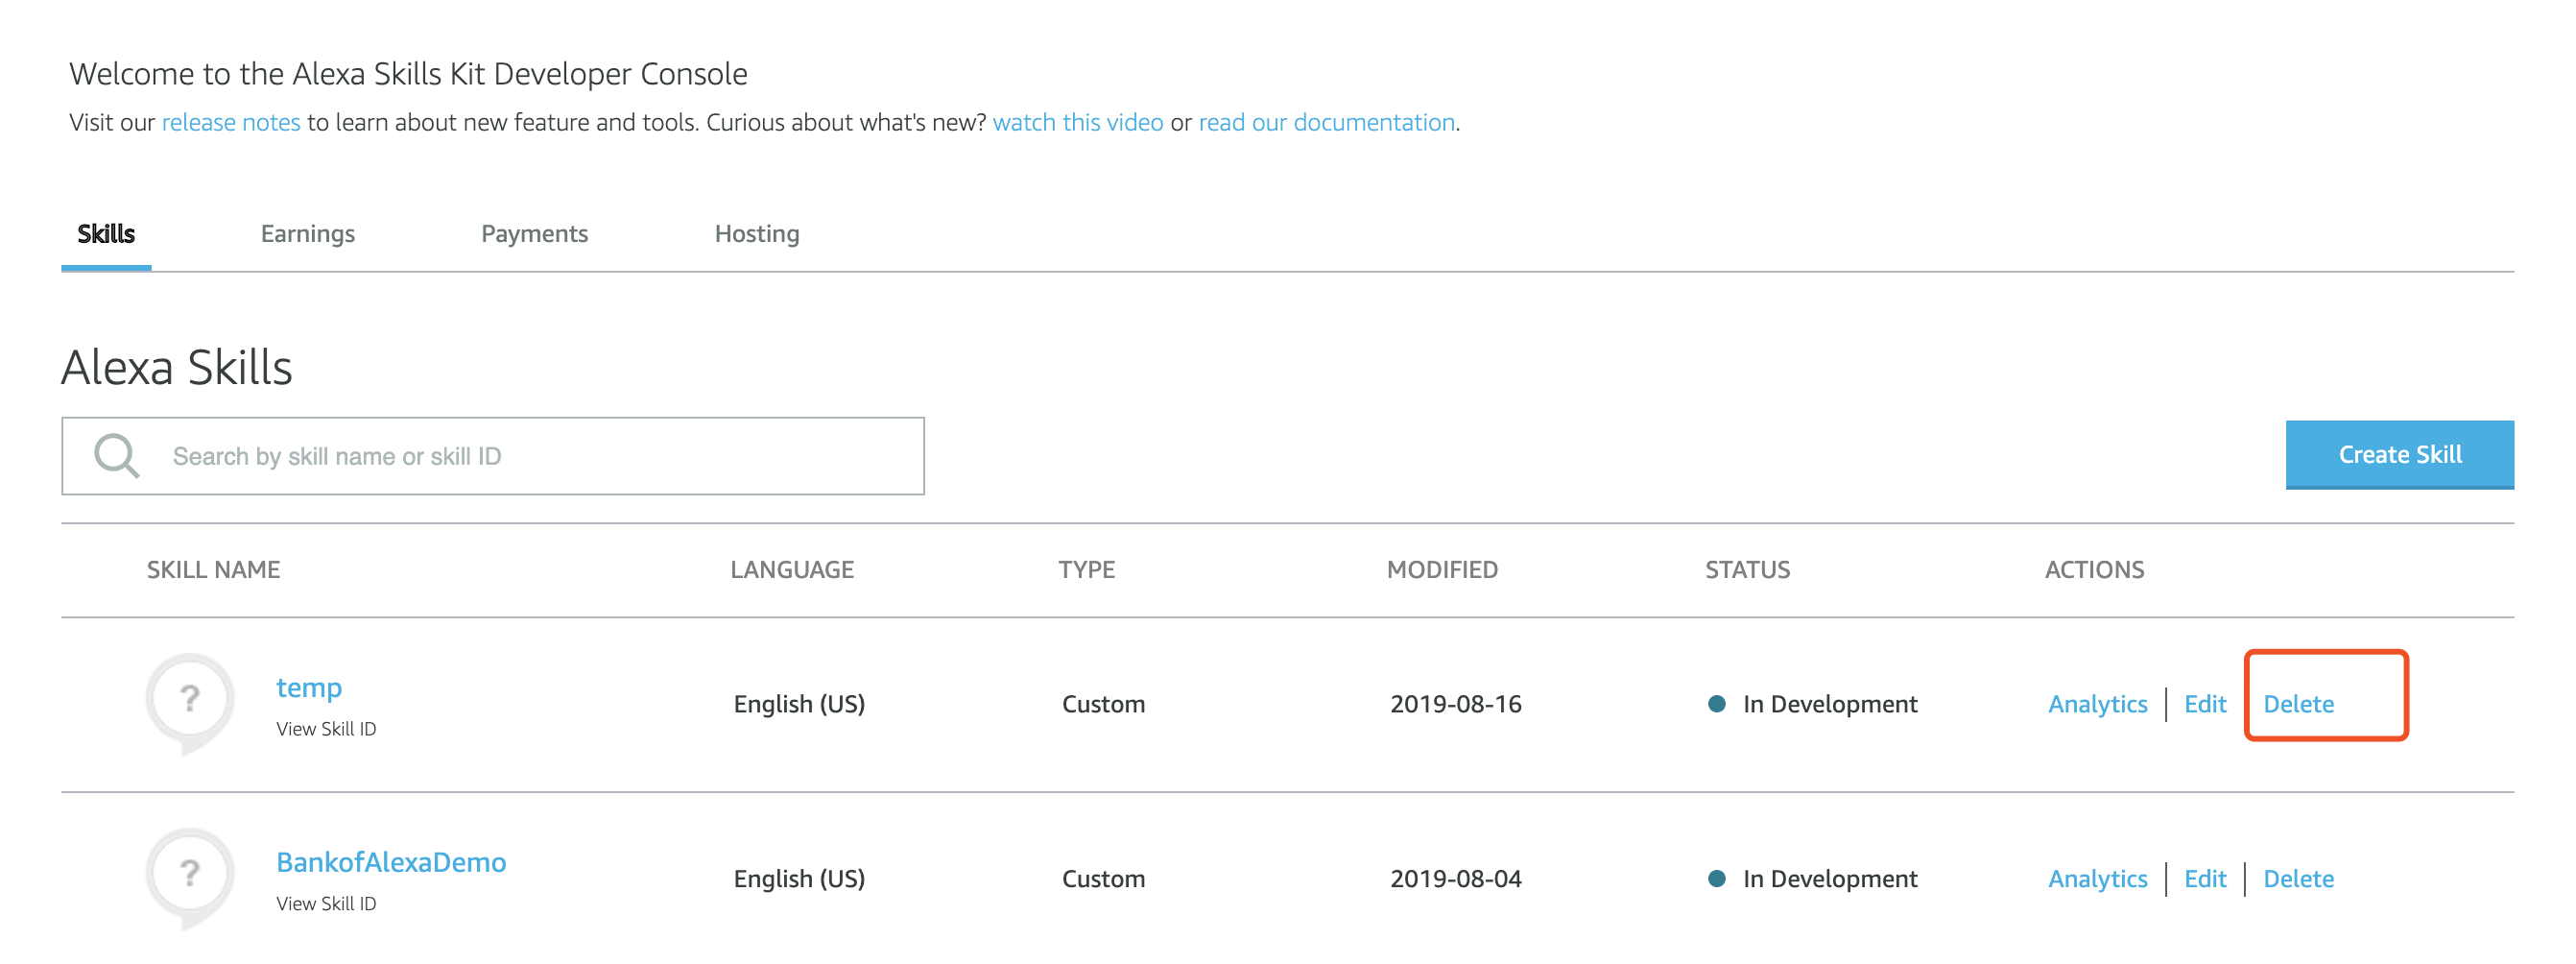 Welcome to the Alexa Skills Kit Developer Console
Visit our release notes to learn about new feature and tools. Curious about what's new? watch this video or read our documentation.
Skills Earnings Payments Hosting
Alexa Skills
Search by skill name or skill ID
Create Skill
SKILL NAME LANGUAGE TYPE MODIFIED STATUS ACTIONS
? temp English (US) Custom 2019-08-16 In Development Analytics | Edit Delete
View Skill ID
? BankofAlexaDemo English (US) Custom 2019-08-04 In Development Analytics | Edit | Delete
View Skill ID